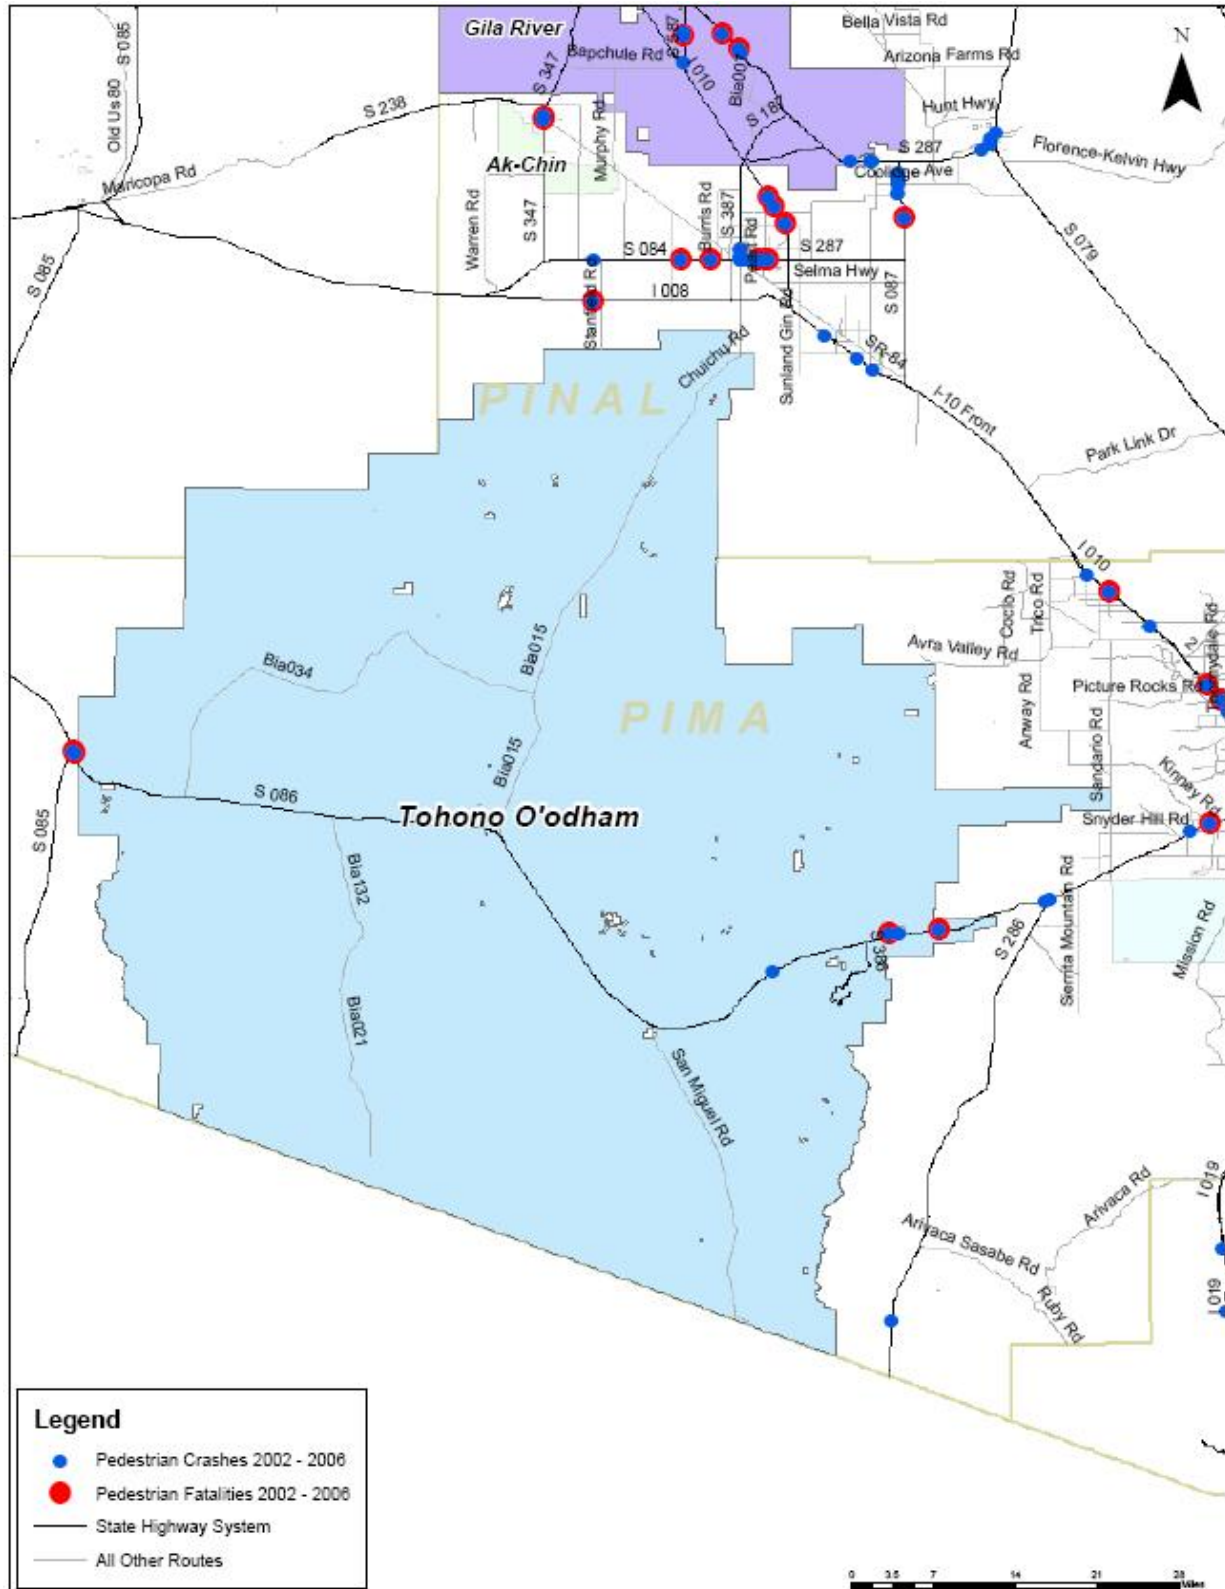 Gila River
Bella Vista Rd
S 085
S 587
Bapchule Rd
Arizona Farms Rd
N
S 347
I 010
Bia007
Old Us80
S 238
Hunt Hwy
S 187
Murphy Rd
S 287
Florence-Kelvin Hwy
Ak-Chin
Coolidge Ave
Maricopa Rd
Warren Rd
S 347
Burris Rd
S 387
S 084
S 287
S 079
S 085
Selma Hwy
I 008
S 087
Stanfield Rd
Sunland Gin Rd
Chuichu Rd
SR-84
PINAL
I-10 Front
Park Link Dr
I 010
Trico Rd
Avra Valley Rd
Bia034
Bia015
Picture Rocks Rd
Anway Rd
PIMA
Sandario Rd
Bia015
Kinney Rd
S 086
Tohono O'odham
Snyder Hill Rd
S 085
Bia132
Sierrita Mountain Rd
S 386
S 286
Mission Rd
Bia021
San Miguel Rd
I 019
Arivaca Rd
Arivaca Sasabe Rd
Ruby Rd
I 019
Legend
Pedestrian Crashes 2002 - 2006
Pedestrian Fatalities 2002 - 2006
State Highway System
All Other Routes
0 3.5 7 14 21 28
Miles